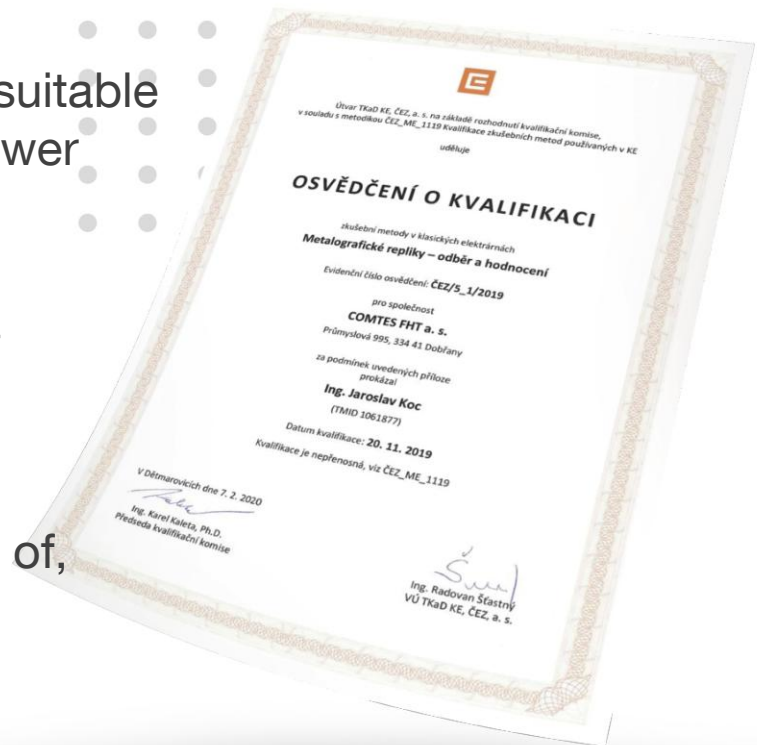 suitable
wer
of,
Útvar TKaD KE, ČEZ, a. s. na základě rozhodnutí kvalifikační komise,
v souladu s metodikou ČEZ_ME_1119 Kvalifikace zkušebních metod používaných v KE
uděluje
OSVĚDČENÍ O KVALIFIKACI
zkušební metody v klasických elektrárnách
Metalografické repliky – odběr a hodnocení
Evidenční číslo osvědčení: ČEZ/5_1/2019
pro společnost
COMTES FHT a. s.
Průmyslová 995, 334 41 Dobřany
za podmínek uvedených příloze
prokázal
Ing. Jaroslav Koc
(TMID 1061877)
Datum kvalifikace: 20. 11. 2019
Kvalifikace je nepřenosná, viz ČEZ_ME_1119
V Dětmarovicích dne 7. 2. 2020
Ing. Karel Kaleta, Ph.D.
Předseda kvalifikační komise
Ing. Radovan Šťastný
VÚ TKaD KE, ČEZ, a. s.